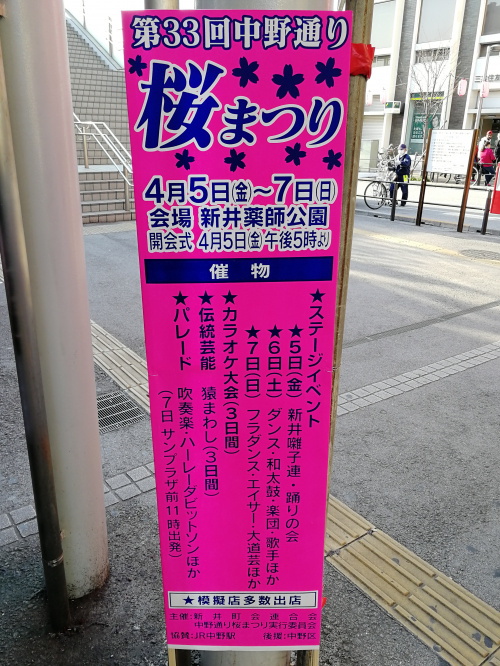 第33回中野通り
桜まつり
4月5日(金)～7日(日)
会場 新井薬師公園
開会式 4月5日(金)午後5時より
催物
★ステージイベント
★5日(金) 新井囃子連・踊りの会
★6日(土) ダンス・和太鼓・楽団・歌手ほか
★7日(日) フラダンス・エイサー・大道芸ほか
★カラオケ大会(3日間)
★伝統芸能 猿まわし(3日間)
★パレード 吹奏楽・ハーレーダビットソンほか
(7日 サンプラザ前11時出発)
★模擬店多数出店
主催:新井町会連合会
中野通り桜まつり実行委員会
協賛:JR中野駅 後援:中野区